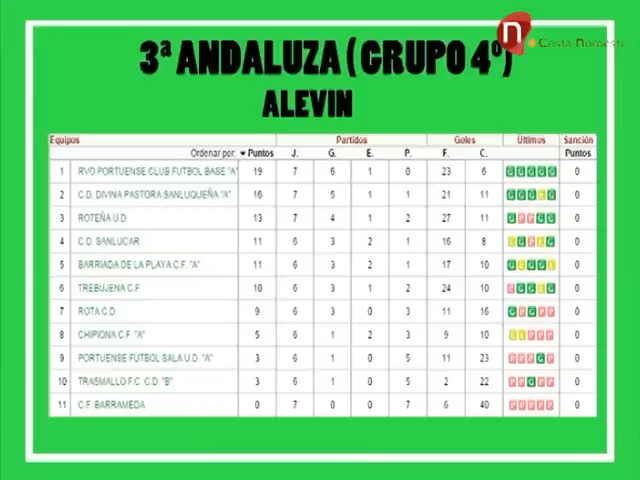 n
Costa Noroeste
3ª ANDALUZA (GRUPO 4º)
ALEVIN
Equipos Partidos Goles Últimos Sanción
Ordenar por: Puntos J. G. E. P. F. C. Puntos
1 RVO PORTUENSE CLUB FUTBOL BASE "A" 19 7 6 1 0 23 6 G G G G G 0
2 C.D. DIVINA PASTORA SANLUQUEÑA "A" 16 7 5 1 1 21 11 G G G E G 0
3 ROTEÑA U.D. 13 7 4 1 2 27 11 G P P G G 0
4 C.D. SANLUCAR 11 6 3 2 1 16 8 E G P E G 0
5 BARRIADA DE LA PLAYA C.F. "A" 11 6 3 2 1 17 10 0
6 TREBUJENA C.F. 10 6 3 1 2 24 10 P G G E G 0
7 ROTA C.D. 9 6 3 0 3 11 16 G P G P P 0
8 CHIPIONA C.F. "A" 5 6 1 2 3 9 10 E E P P P 0
9 PORTUENSE FÚTBOL SALA U.D. "A" 3 6 1 0 5 11 23 P P P G P 0
10 TRASMALLO F.C. C.D. "B" 3 6 1 0 5 2 22 P P G P P 0
11 C.F. BARRAMEDA 0 7 0 0 7 6 40 P P P P P 0